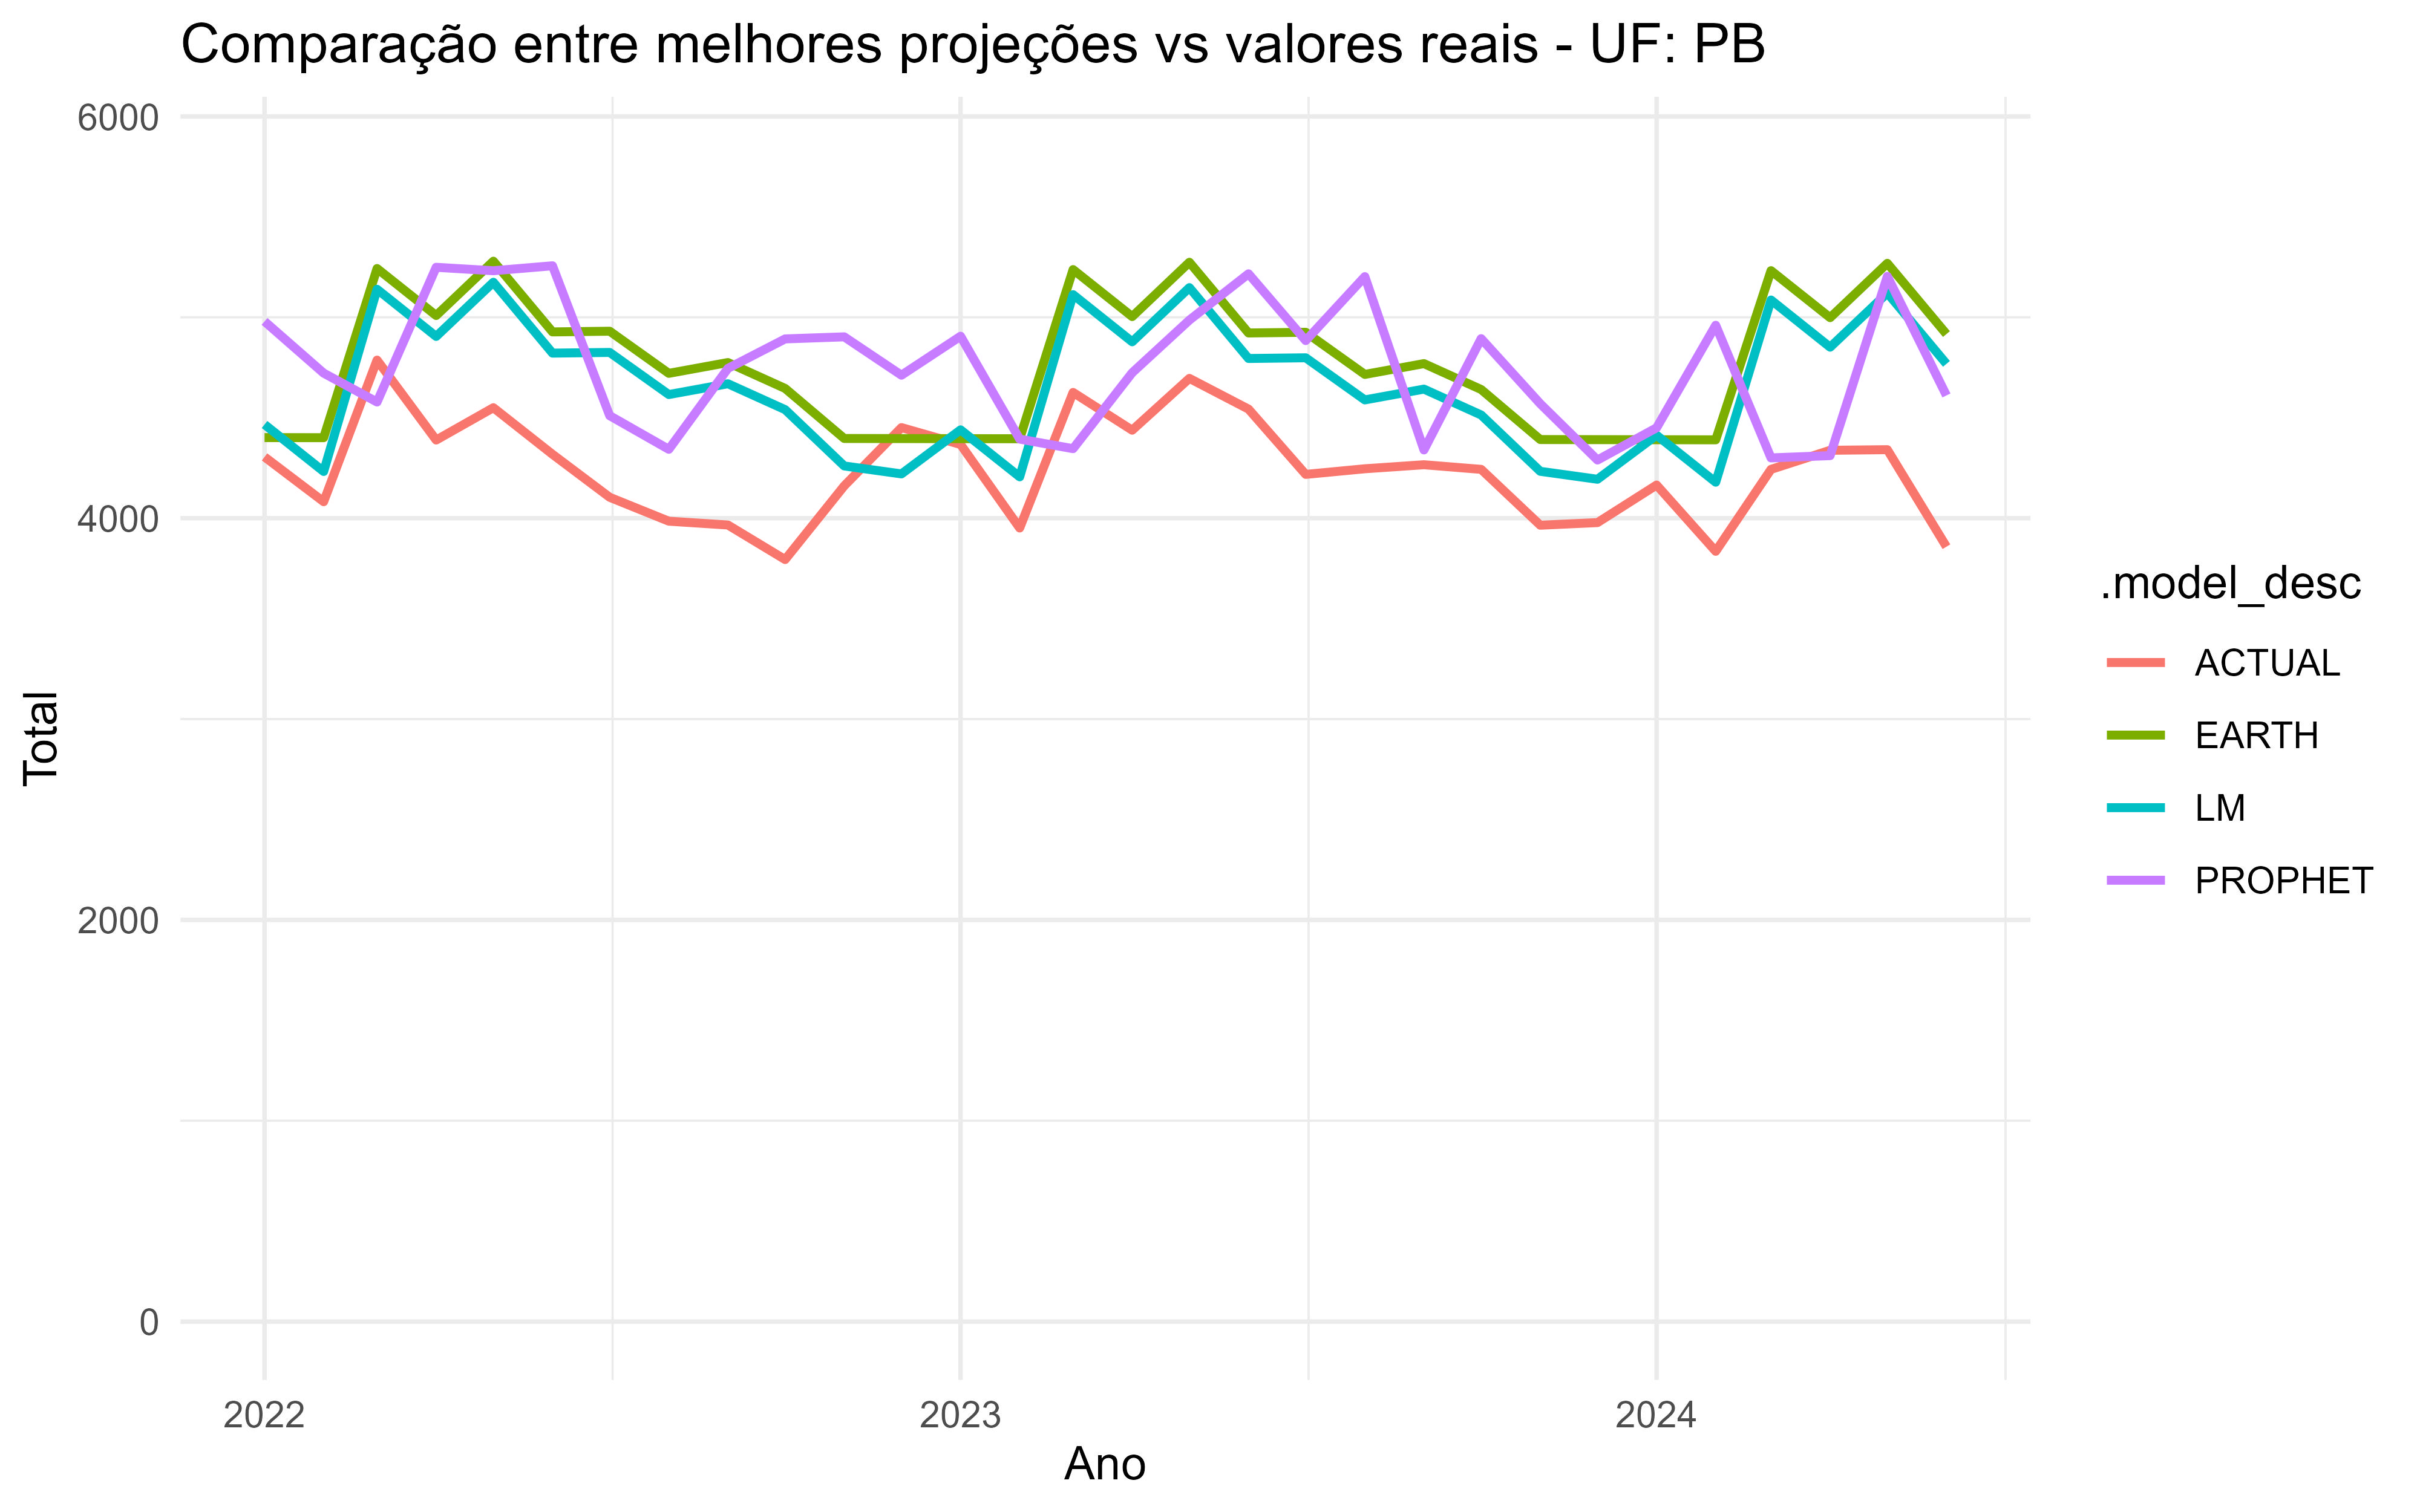 Comparação entre melhores projeções vs valores reais - UF: PB
6000
4000
2000
0
Total
2022
2023
2024
Ano
.model_desc
ACTUAL
EARTH
LM
PROPHET